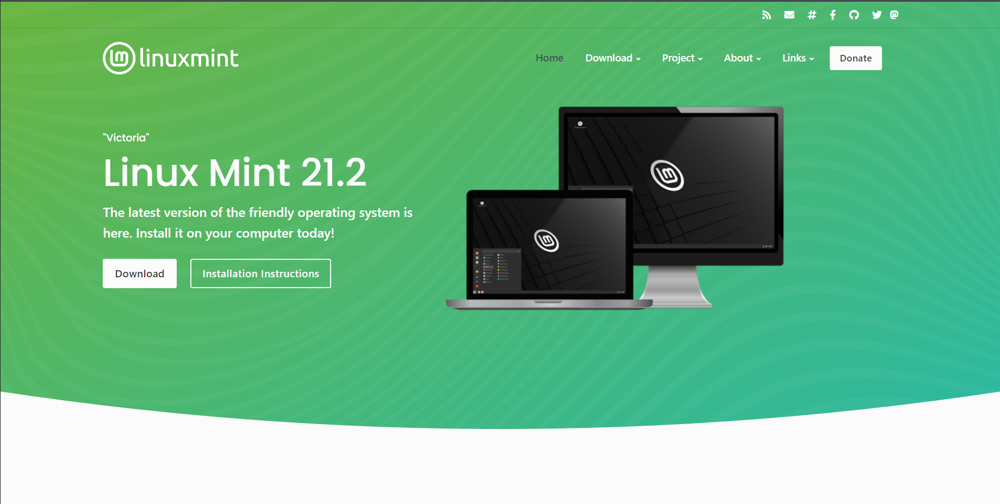 linuxmint
Home Download Project About Links Donate
"Victoria"
Linux Mint 21.2
The latest version of the friendly operating system is
here. Install it on your computer today!
Download Installation Instructions